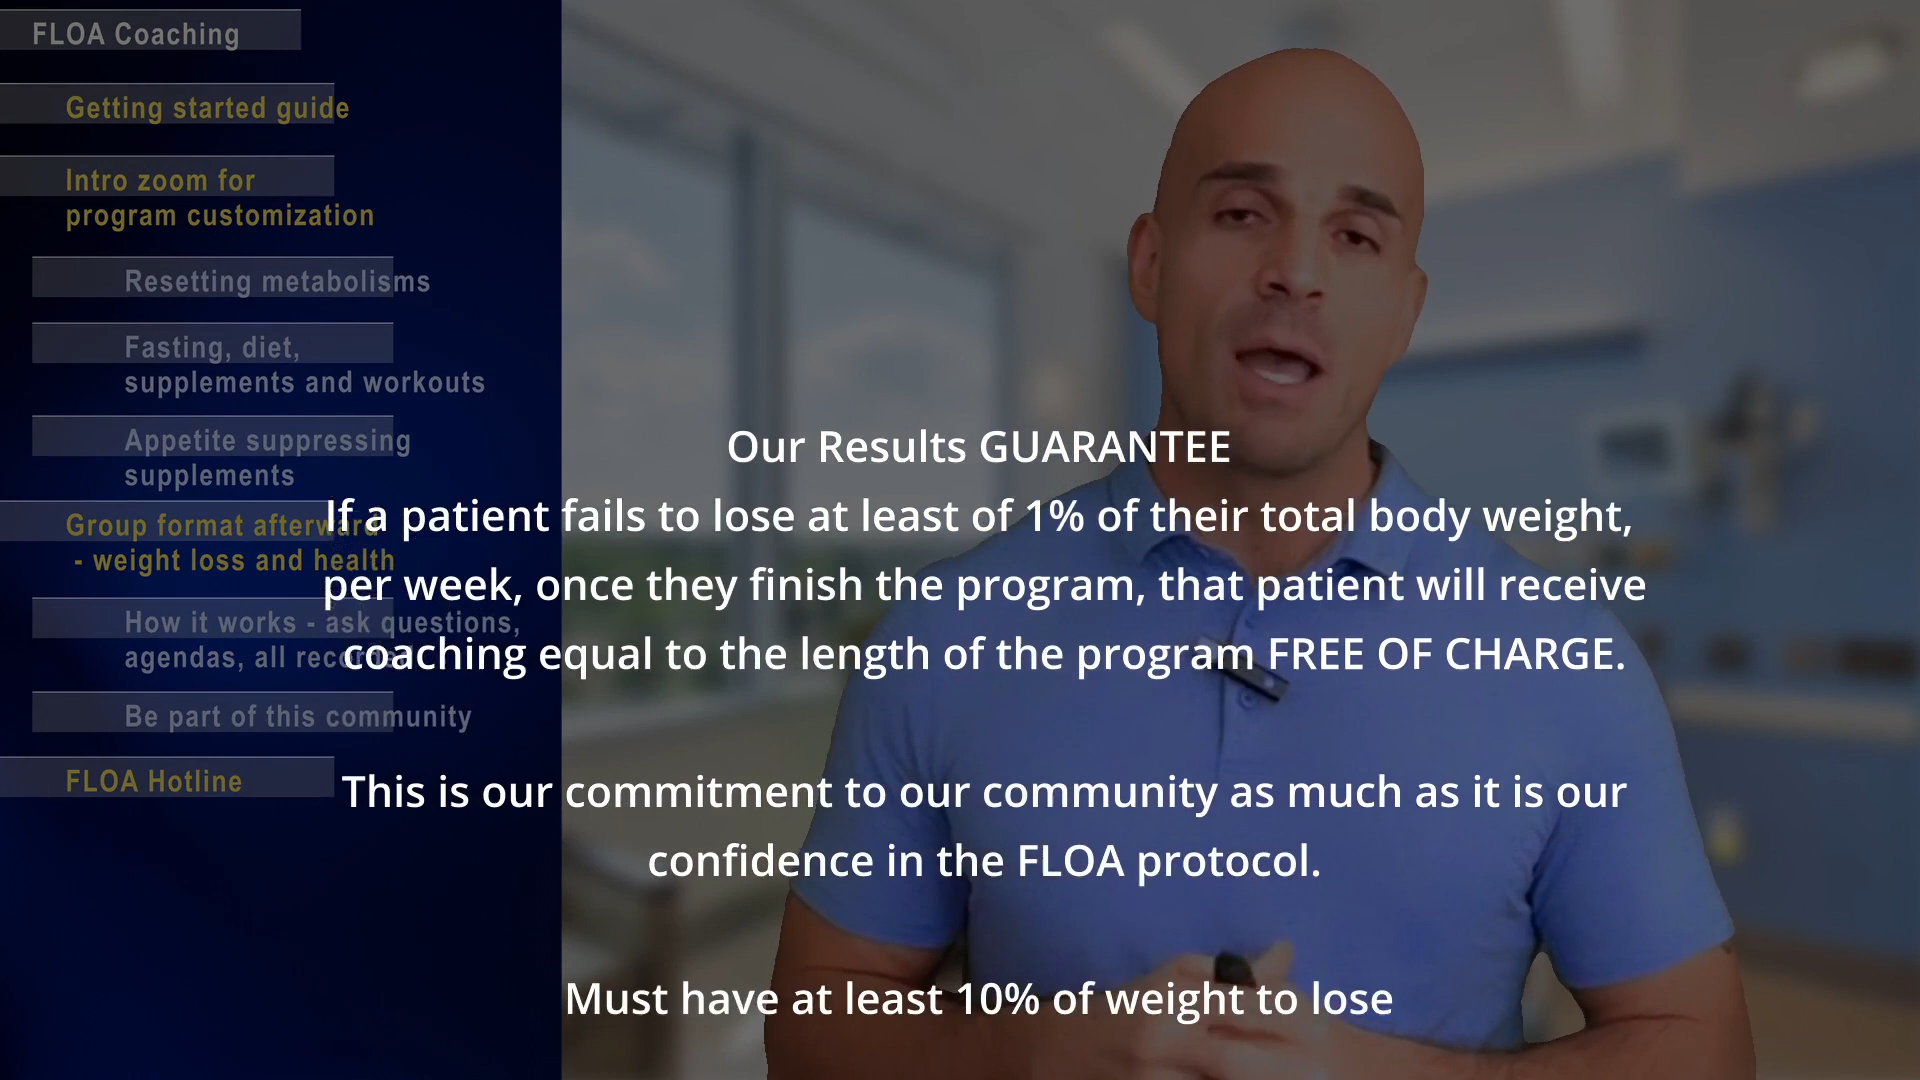 FLOA Coaching
Getting started guide
Intro zoom for
program customization
Resetting metabolisms
Fasting, diet,
supplements and workouts
Appetite suppressing
supplements
Group format afterward
- weight loss and health
How it works - ask questions,
agendas, all recorded
Be part of this community
FLOA Hotline
Our Results GUARANTEE
If a patient fails to lose at least of 1% of their total body weight,
per week, once they finish the program, that patient will receive
coaching equal to the length of the program FREE OF CHARGE.
This is our commitment to our community as much as it is our
confidence in the FLOA protocol.
Must have at least 10% of weight to lose